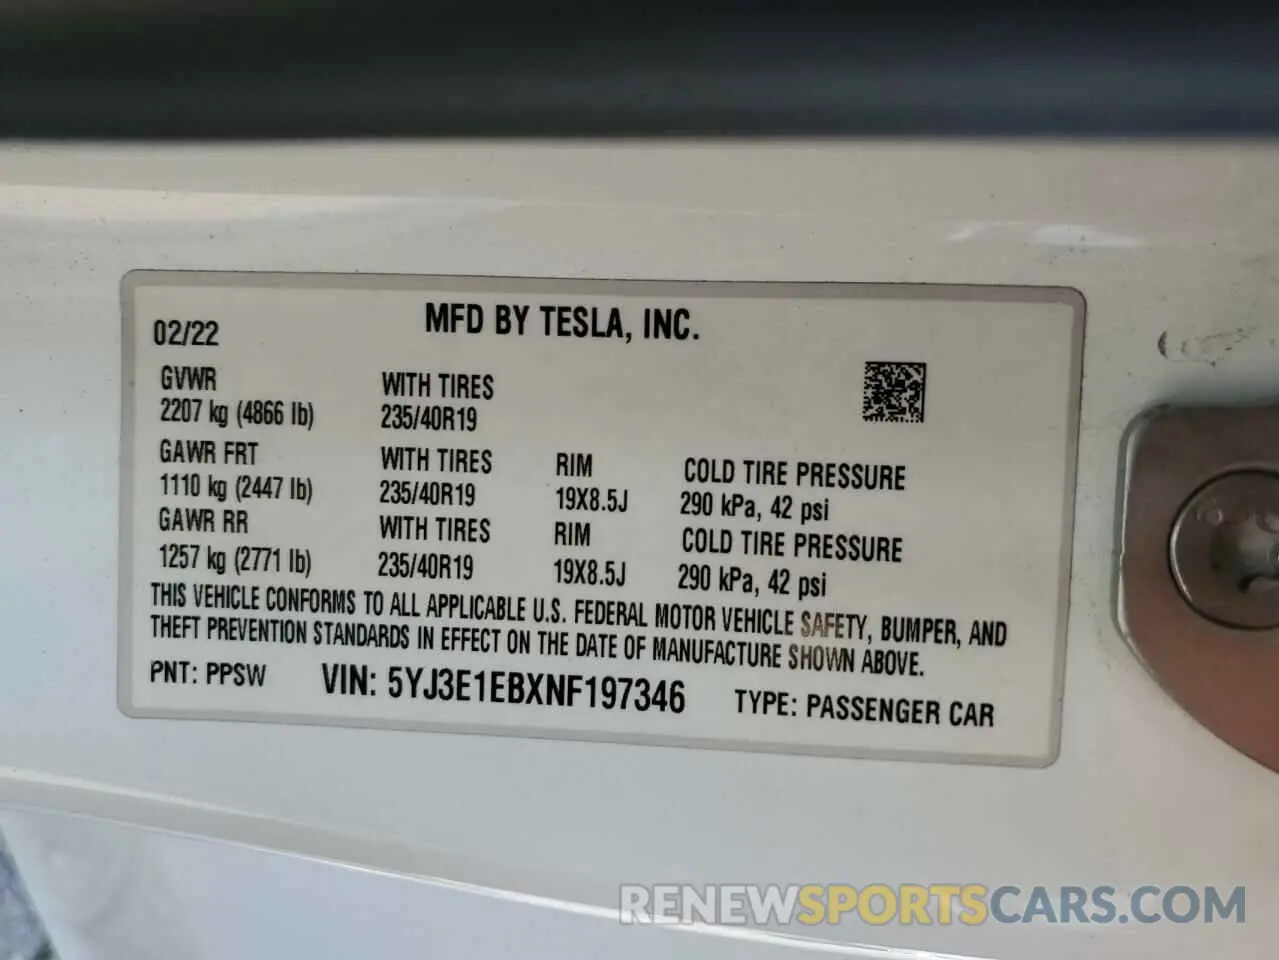 MFD BY TESLA, INC.
02/22
GVWR WITH TIRES
2207 kg (4866 lb) 235/40R19
GAWR FRT WITH TIRES RIM COLD TIRE PRESSURE
1110 kg (2447 lb) 235/40R19 19X8.5J 290 kPa, 42 psi
GAWR RR WITH TIRES RIM COLD TIRE PRESSURE
1257 kg (2771 lb) 235/40R19 19X8.5J 290 kPa, 42 psi
THIS VEHICLE CONFORMS TO ALL APPLICABLE U.S. FEDERAL MOTOR VEHICLE SAFETY, BUMPER, AND
THEFT PREVENTION STANDARDS IN EFFECT ON THE DATE OF MANUFACTURE SHOWN ABOVE.
PNT: PPSW VIN: 5YJ3E1EBXNF197346 TYPE: PASSENGER CAR
RENEWSPORTSCARS.COM